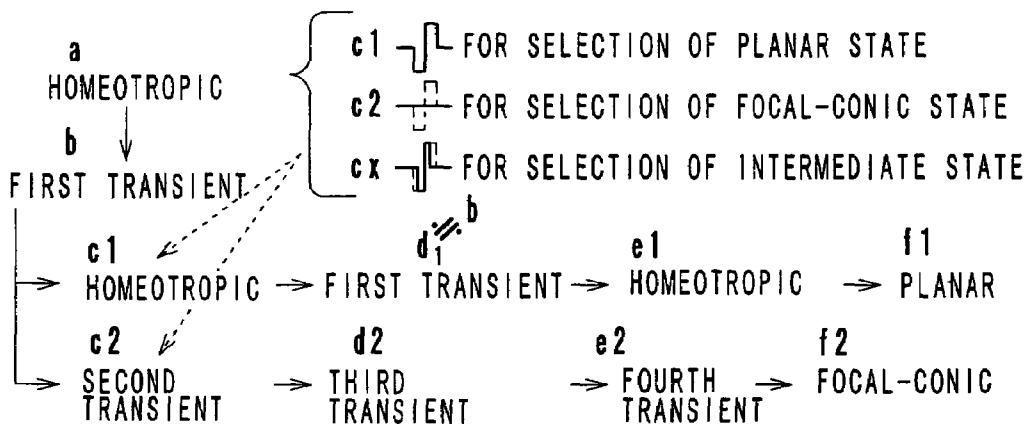 a
HOMEOTROPIC
b
FIRST TRANSIENT
c1 FOR SELECTION OF PLANAR STATE
c2 FOR SELECTION OF FOCAL-CONIC STATE
cx FOR SELECTION OF INTERMEDIATE STATE
c1 d1≒b e1 f1
HOMEOTROPIC FIRST TRANSIENT HOMEOTROPIC PLANAR
c2 d2 e2 f2
SECOND THIRD FOURTH FOCAL-CONIC
TRANSIENT TRANSIENT TRANSIENT